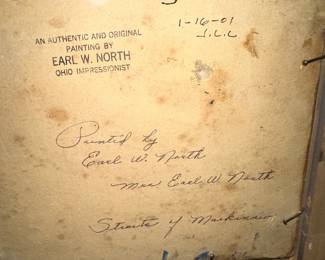 1-16-01
J.L.L
AN AUTHENTIC AND ORIGINAL
PAINTING BY
EARL W. NORTH
OHIO IMPRESSIONIST
Painted by
Earl W. North
Mrs Earl W. North
Straits of Mackinac